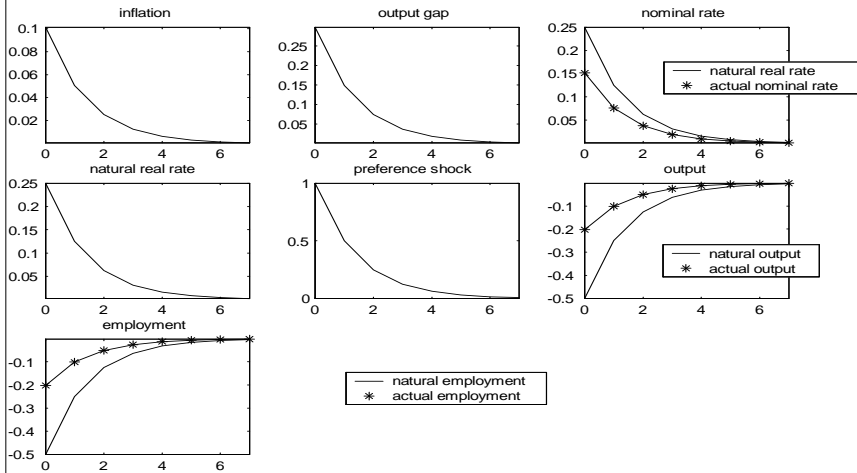 inflation
output gap
nominal rate
0.1
0.08
0.06
0.04
0.02
0 2 4 6
0.25
0.2
0.15
0.1
0.05
0 2 4 6
0.25
0.2
0.15
0.1
0.05
natural real rate
actual nominal rate
0 2 4 6
natural real rate
preference shock
output
0.25
0.2
0.15
0.1
0.05
0 2 4 6
1
0.5
0
0 2 4 6
-0.1
-0.2
-0.3
-0.4
-0.5
natural output
actual output
0 2 4 6
employment
-0.1
-0.2
-0.3
-0.4
-0.5
0 2 4 6
natural employment
actual employment